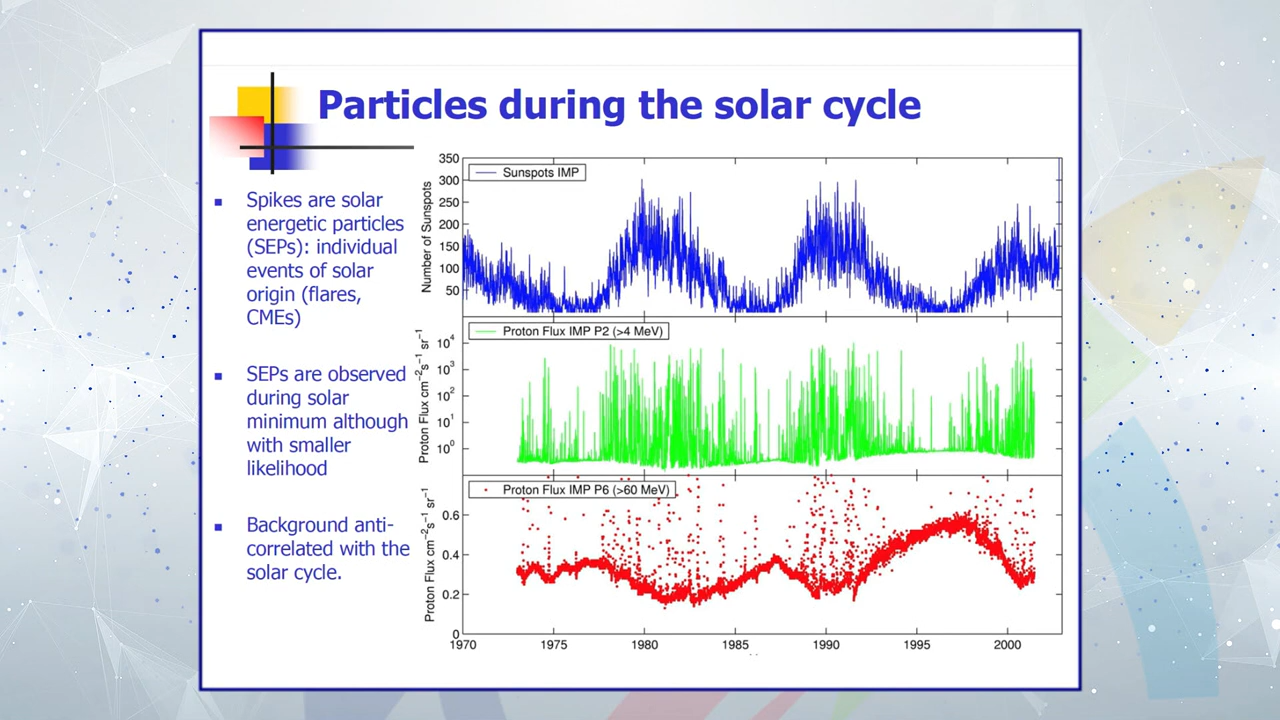 Particles during the solar cycle
Spikes are solar
energetic particles
(SEPs): individual
events of solar
origin (flares,
CMEs)
SEPs are observed
during solar
minimum although
with smaller
likelihood
Background anti-
correlated with the
solar cycle.
Number of Sunspots
350
300
250
200
150
100
50
Sunspots IMP
Proton Flux cm⁻²s⁻¹ sr⁻¹
10⁴
10³
10²
10¹
10⁰
Proton Flux IMP P2 (>4 MeV)
Proton Flux cm⁻²s⁻¹ sr⁻¹
0.6
0.4
0.2
0
Proton Flux IMP P6 (>60 MeV)
1970 1975 1980 1985 1990 1995 2000